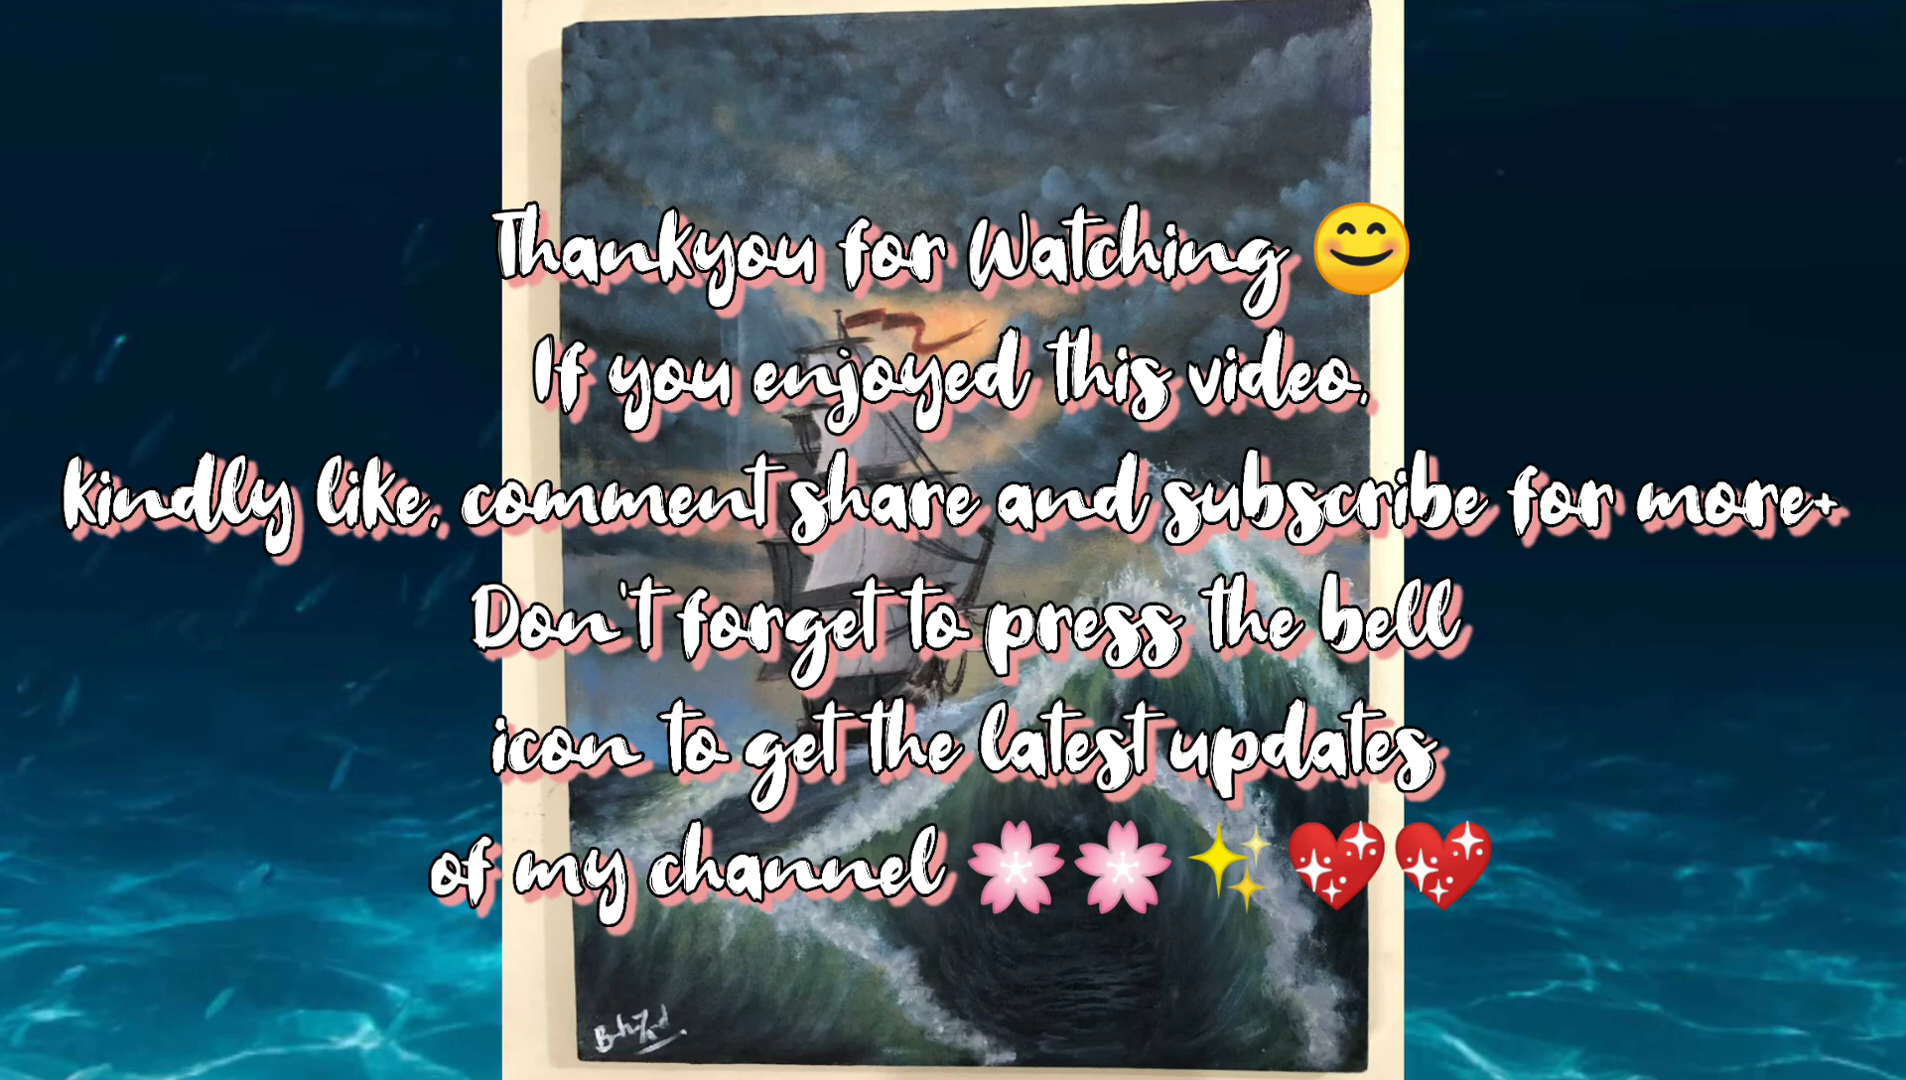 Thankyou for Watching 😊
If you enjoyed this video,
kindly like, comment share and subscribe for more+
Don't forget to press the bell
icon to get the latest updates
of my channel 🌸🌸✨💖💖